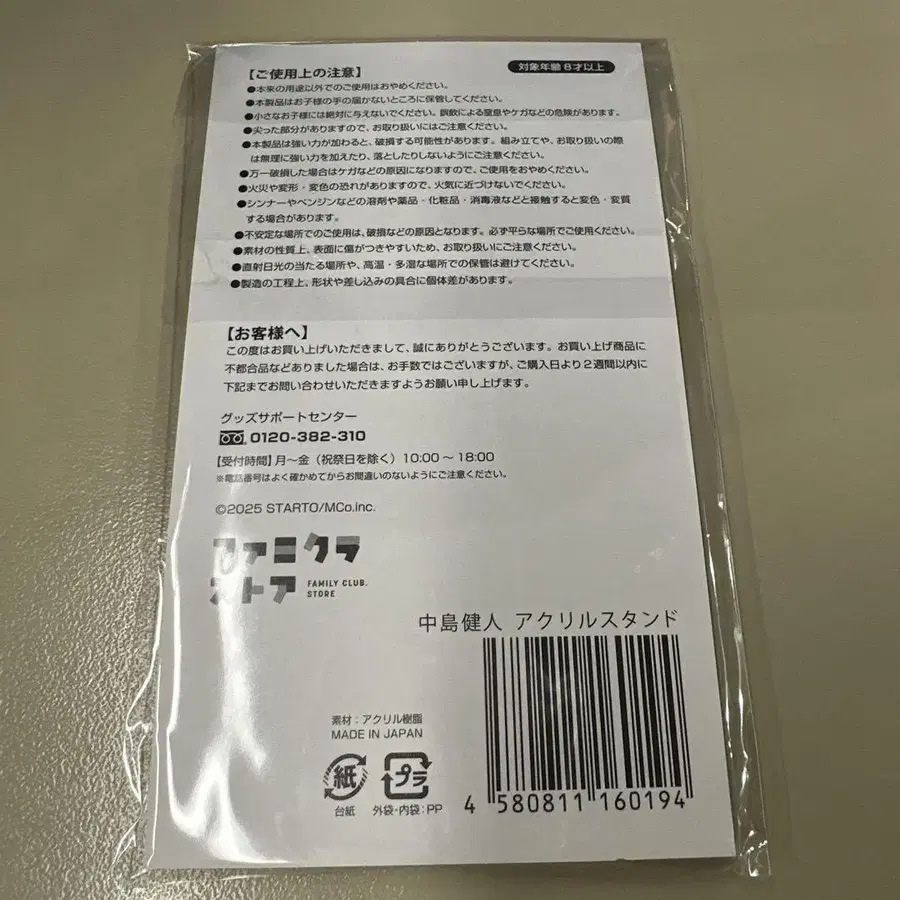 【ご使用上の注意】
対象年齢8才以上
●本来の用途以外でのご使用はおやめください。
●本製品はお子様の手の届かないところに保管してください。
●小さなお子様には絶対に与えないでください。誤飲による窒息やケガなどの危険があります。
●尖った部分がありますので、お取り扱いにはご注意ください。
●本製品は強い力が加わると、破損する可能性があります。組み立てや、お取り扱いの際
は無理に強い力を加えたり、落としたりしないようにご注意ください。
●万一破損した場合はケガなどの原因になりますので、ご使用をおやめください。
●火災や変形・変色の恐れがありますので、火気に近づけないでください。
●シンナーやベンジンなどの溶剤や薬品・化粧品・消毒液などと接触すると変色・変質
する場合があります。
●不安定な場所でのご使用は、破損などの原因となります。必ず平らな場所でご使用ください。
●素材の性質上、表面に傷がつきやすいため、お取り扱いにご注意ください。
●直射日光の当たる場所や、高温・多湿な場所での保管は避けてください。
●製造の工程上、形状や差し込みの具合に個体差があります。
【お客様へ】
この度はお買い上げいただきまして、誠にありがとうございます。お買い上げ商品に
不都合品などありました場合は、お手数ではございますが、ご購入日より2週間以内に
下記までお問い合わせいただきますようお願い申し上げます。
グッズサポートセンター
0120-382-310
【受付時間】月〜金（祝祭日を除く）10:00〜18:00
※電話番号はよく確かめてからお間違いのないようにご注意ください。
©2025 STARTO/MCo.inc.
ファミクラ
ストア FAMILY CLUB.
STORE
中島健人 アクリルスタンド
素材：アクリル樹脂
MADE IN JAPAN
紙 プラ
台紙 外袋・内袋：PP
4 580811 160194